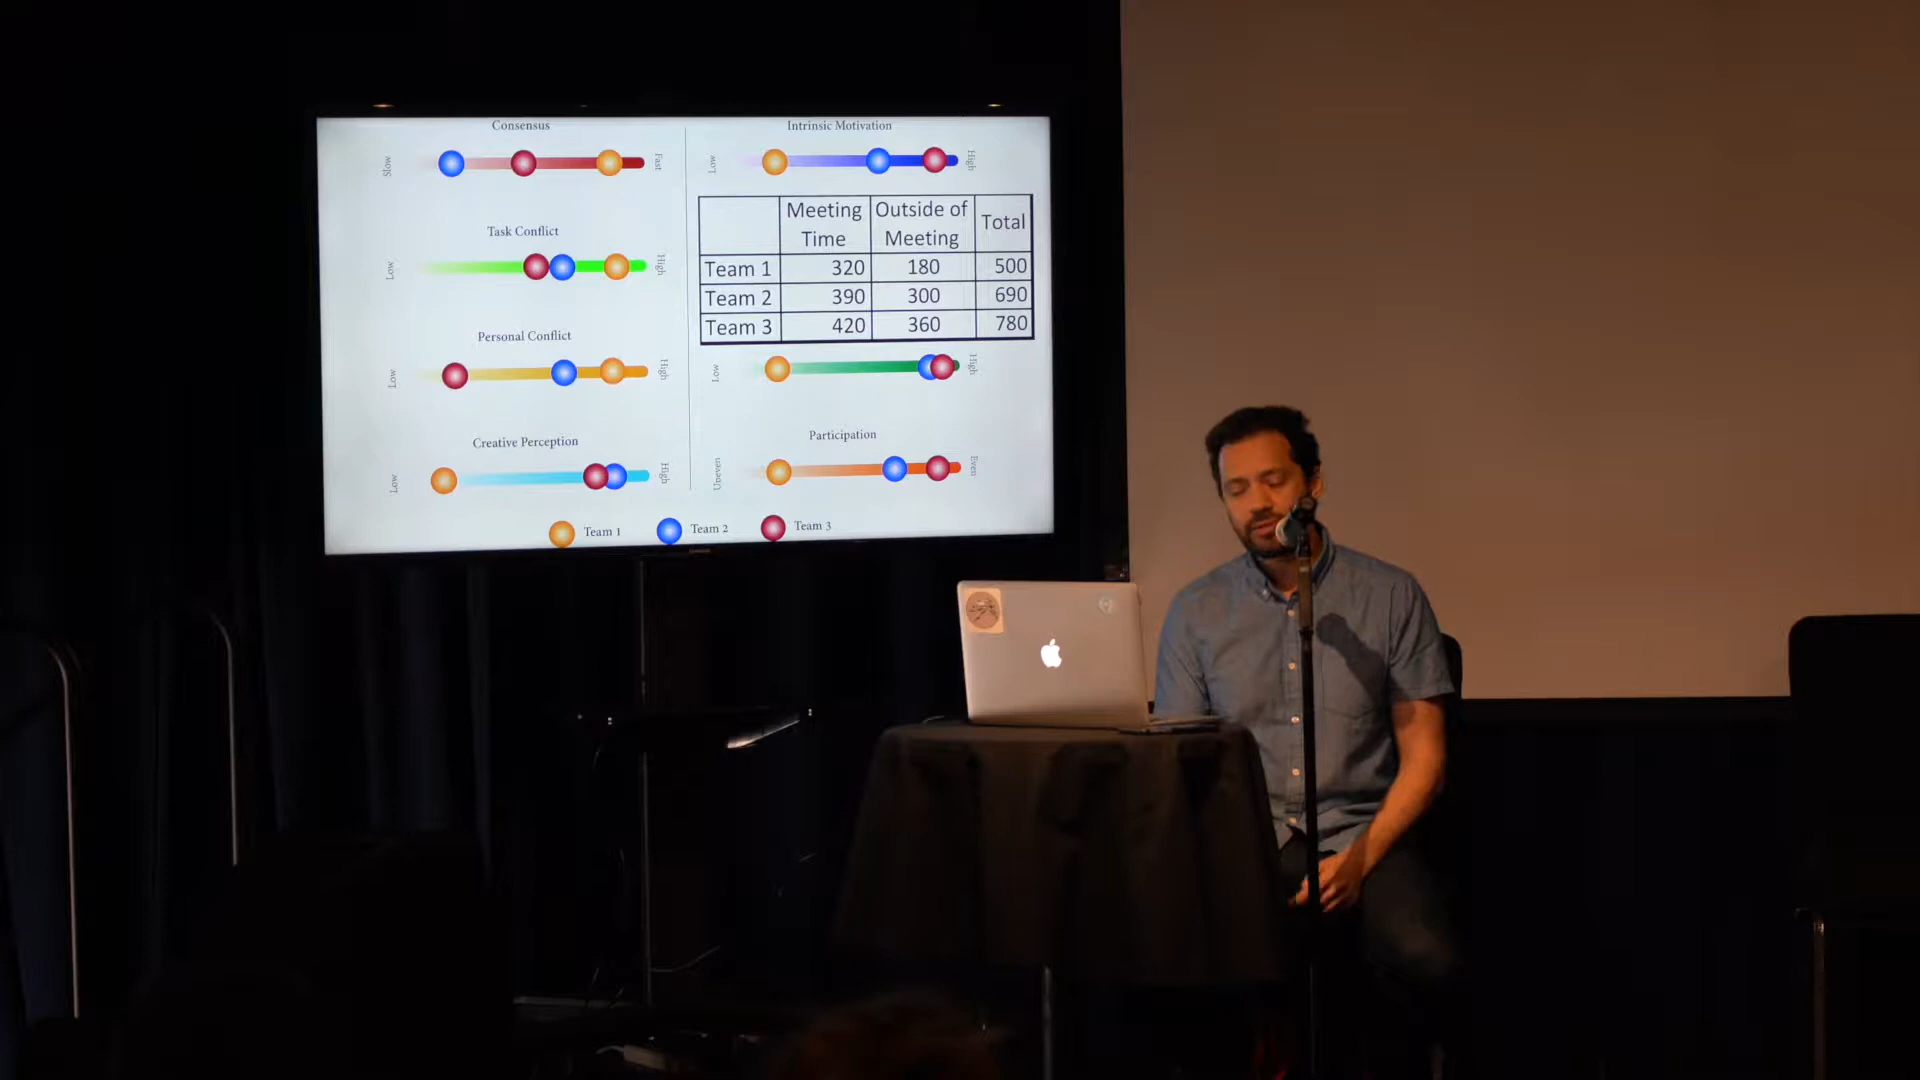 Consensus
Slow
Fast
Task Conflict
Low
High
Personal Conflict
Low
High
Creative Perception
Low
High
Intrinsic Motivation
Low
High
Meeting Time
Outside of Meeting
Total
Team 1 320 180 500
Team 2 390 300 690
Team 3 420 360 780
Low
High
Participation
Uneven
Even
Team 1
Team 2
Team 3